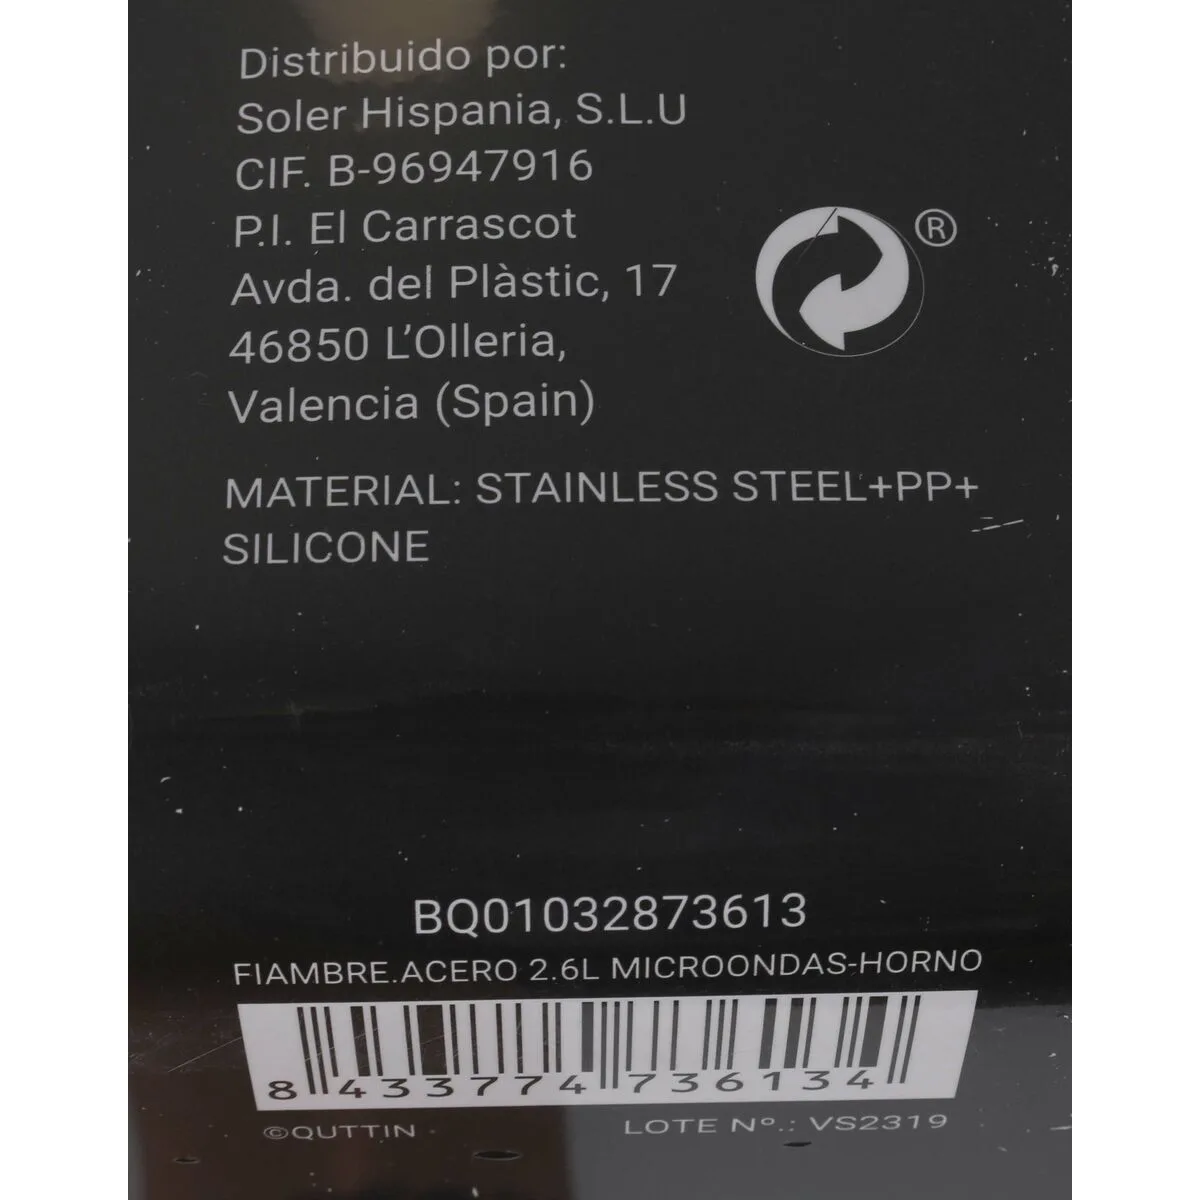 Distribuido por:
Soler Hispania, S.L.U
CIF. B-96947916
P.I. El Carrascot
Avda. del Plàstic, 17
46850 L'Olleria,
Valencia (Spain)
®
MATERIAL: STAINLESS STEEL+PP+
SILICONE
BQ01032873613
FIAMBRE.ACERO 2.6L MICROONDAS-HORNO
8 433774 736134
©QUTTIN
LOTE Nº.: VS2319